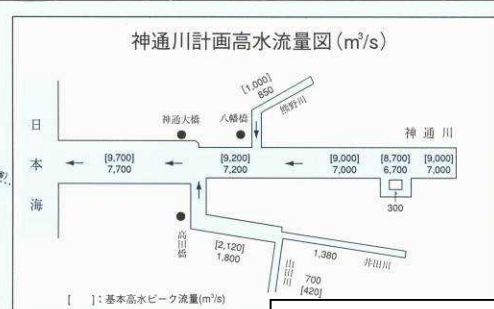 神通川計画高水流量図(m³/s)
[1,000]
850
熊野川
神通大橋
八幡橋
神通川
日本海
[9,700]
7,700
[9,200]
7,200
[9,000]
7,000
[8,700]
6,700
[9,000]
7,000
300
高田橋
[2,120]
1,800
1,380
井田川
山田川
700
[420]
[ ]：基本高水ピーク流量(m³/s)